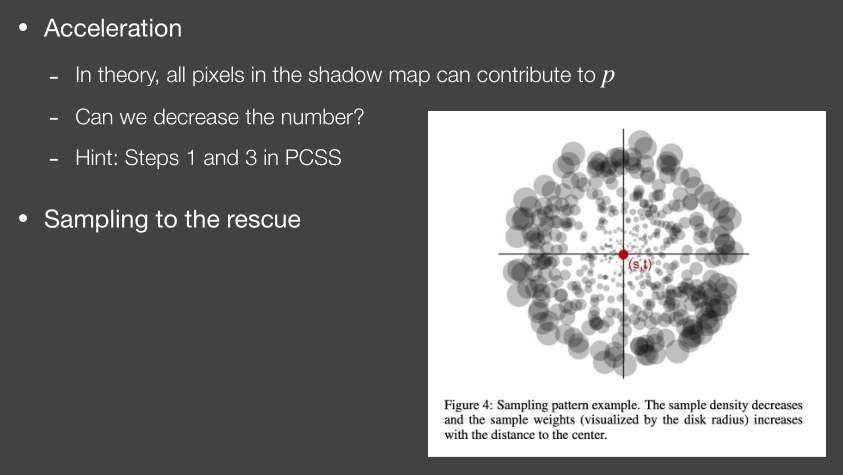 Acceleration
- In theory, all pixels in the shadow map can contribute to p
- Can we decrease the number?
- Hint: Steps 1 and 3 in PCSS
Sampling to the rescue
(s,t)
Figure 4: Sampling pattern example. The sample density decreases
and the sample weights (visualized by the disk radius) increases
with the distance to the center.